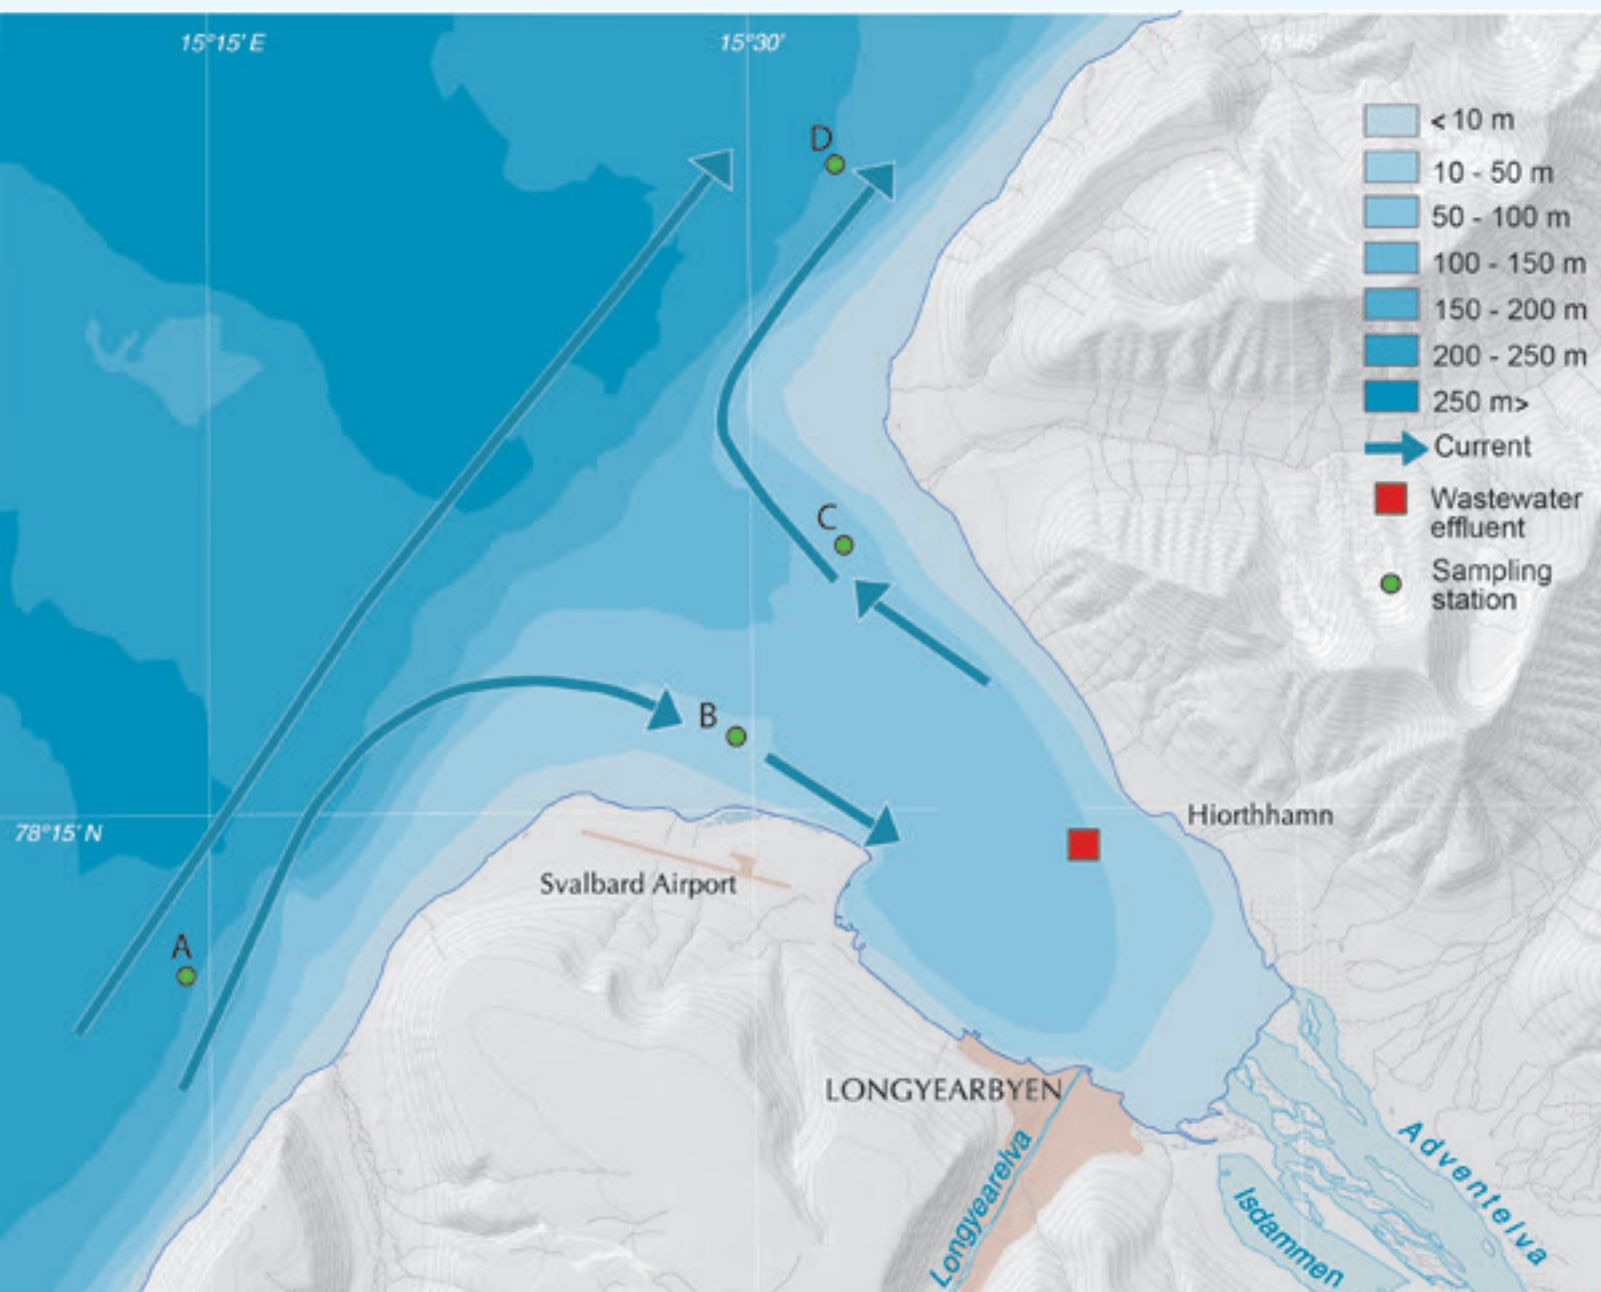 15°15' E
15°30'
15°45'
D
< 10 m
10 - 50 m
50 - 100 m
100 - 150 m
150 - 200 m
200 - 250 m
250 m>
Current
Wastewater
effluent
Sampling
station
C
B
Hiorthhamn
78°15' N
Svalbard Airport
A
LONGYEARBYEN
Longyearelva
Adventelva
Isdammen